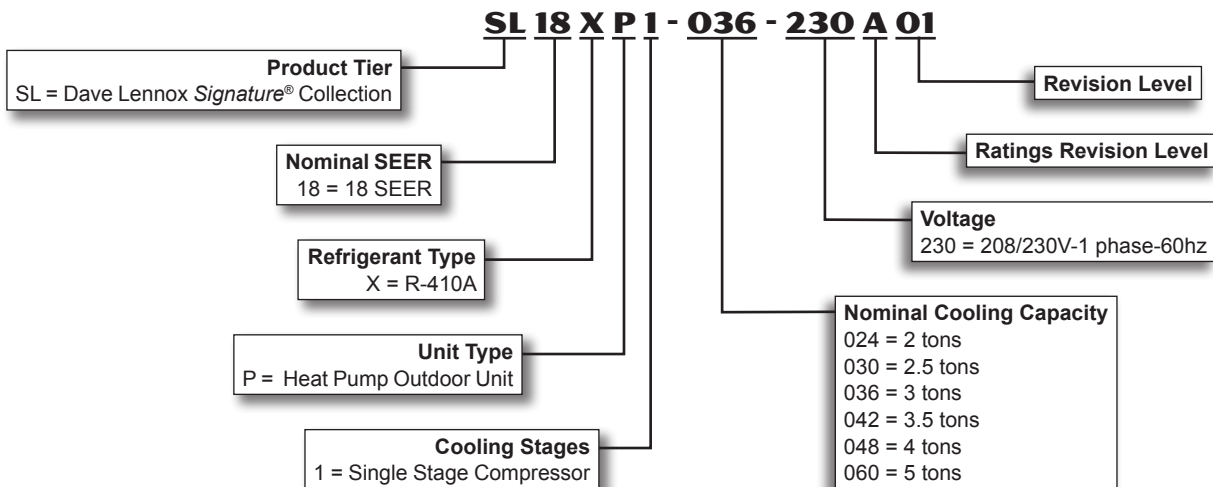 SL 18 X P 1 - 036 - 230 A 01
Product Tier
SL = Dave Lennox Signature® Collection
Nominal SEER
18 = 18 SEER
Refrigerant Type
X = R-410A
Unit Type
P = Heat Pump Outdoor Unit
Cooling Stages
1 = Single Stage Compressor
Revision Level
Ratings Revision Level
Voltage
230 = 208/230V-1 phase-60hz
Nominal Cooling Capacity
024 = 2 tons
030 = 2.5 tons
036 = 3 tons
042 = 3.5 tons
048 = 4 tons
060 = 5 tons